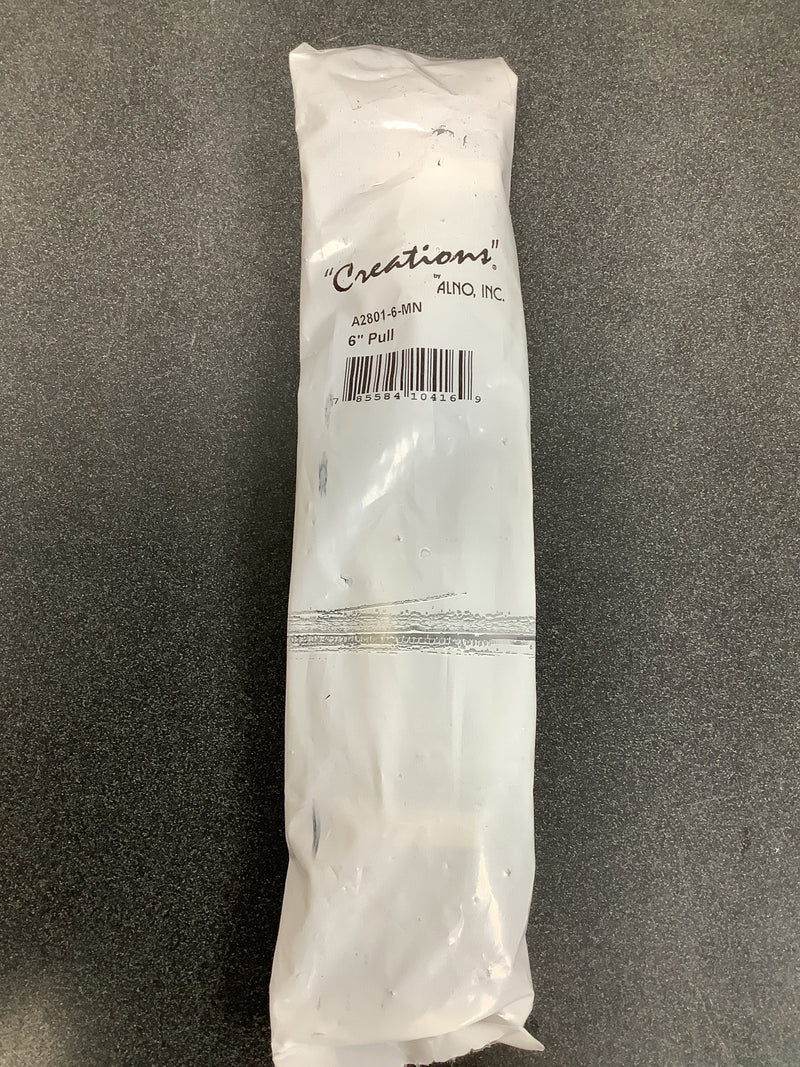 "Creations"®
by
ALNO, INC.
A2801-6-MN
6" Pull
7 85584 10416 9